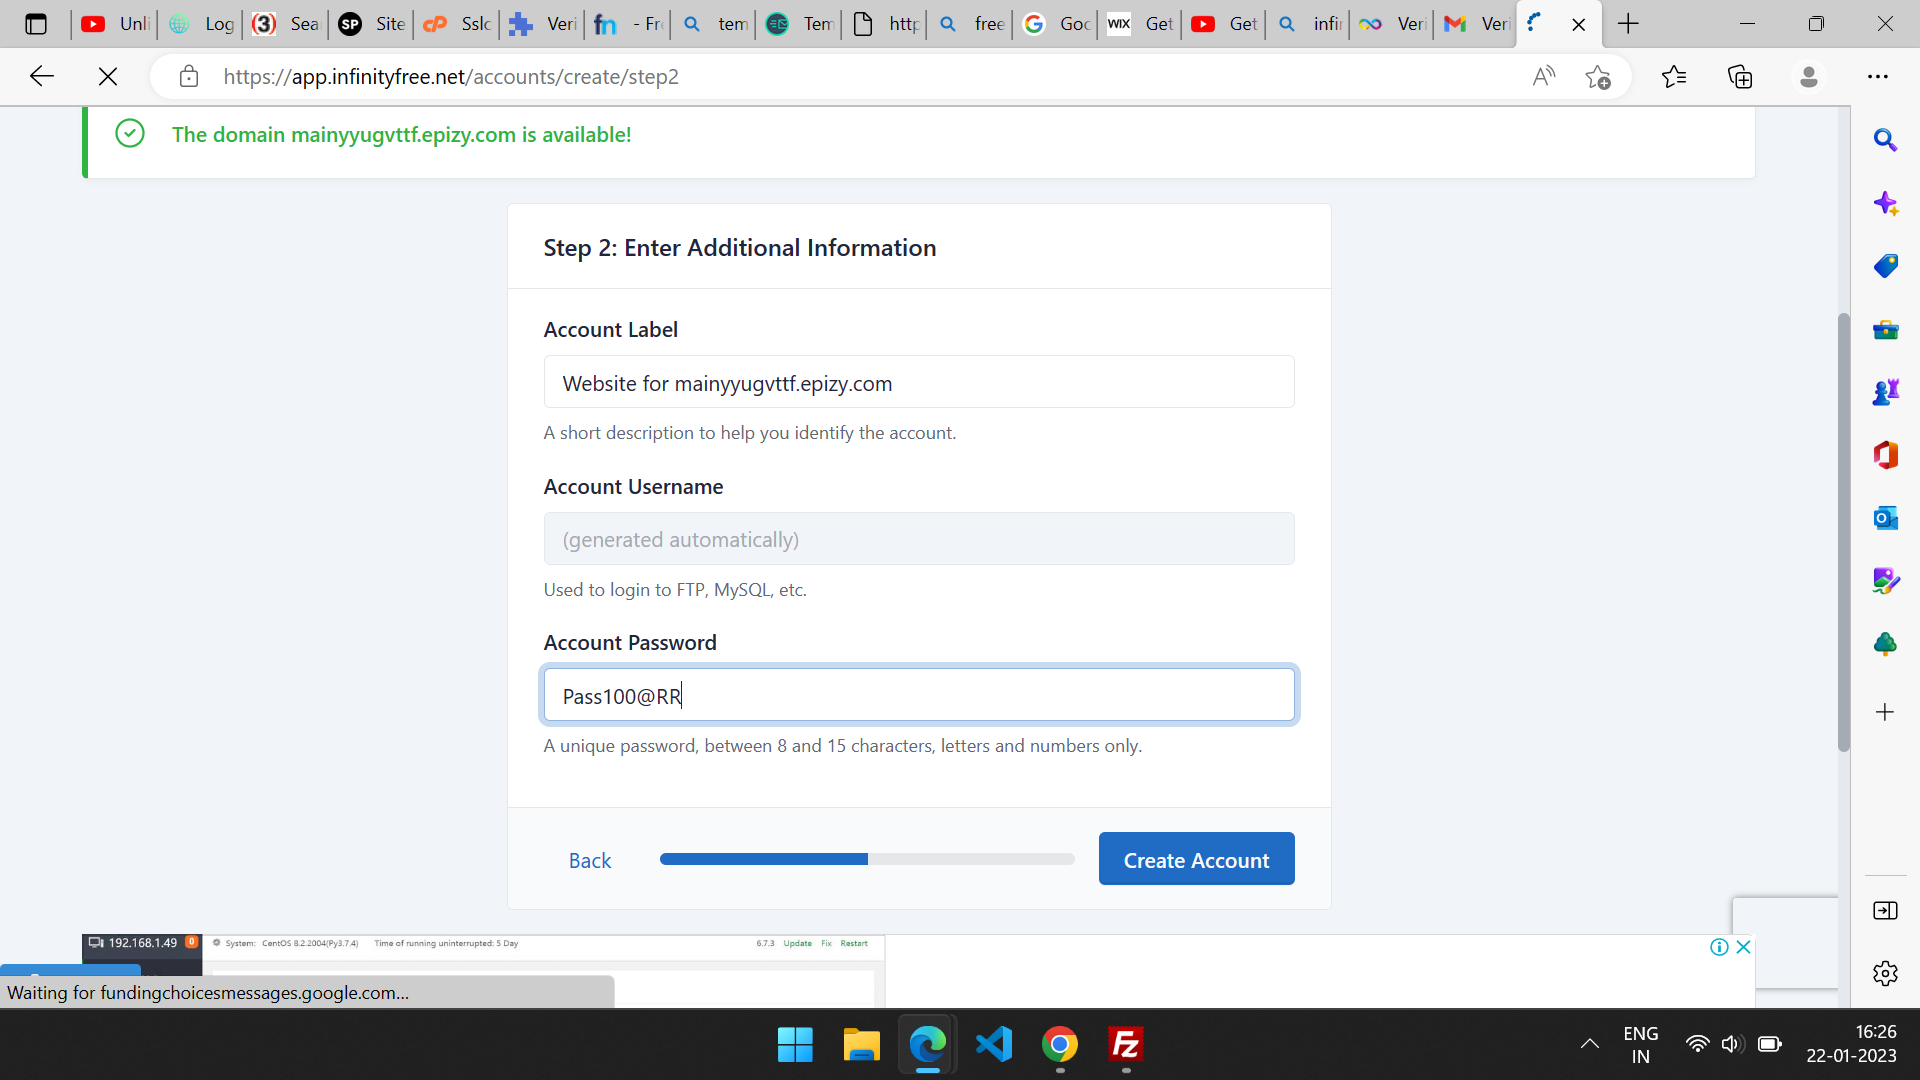 Unli
Log
Sea
Site
Sslc
Veri
- Fre
tem
Tem
http
free
Goc
Get
Get
infin
Veri
Veri
https://app.infinityfree.net/accounts/create/step2
The domain mainyyugvttf.epizy.com is available!
Step 2: Enter Additional Information
Account Label
Website for mainyyugvttf.epizy.com
A short description to help you identify the account.
Account Username
(generated automatically)
Used to login to FTP, MySQL, etc.
Account Password
Pass100@RR
A unique password, between 8 and 15 characters, letters and numbers only.
Back
Create Account
192.168.1.49 0 System: CentOS 8.2.2004(Py3.7.4) Time of running uninterrupted: 5 Day 6.7.3 Update Fix Restart
Waiting for fundingchoicesmessages.google.com...
ENG
IN
16:26
22-01-2023